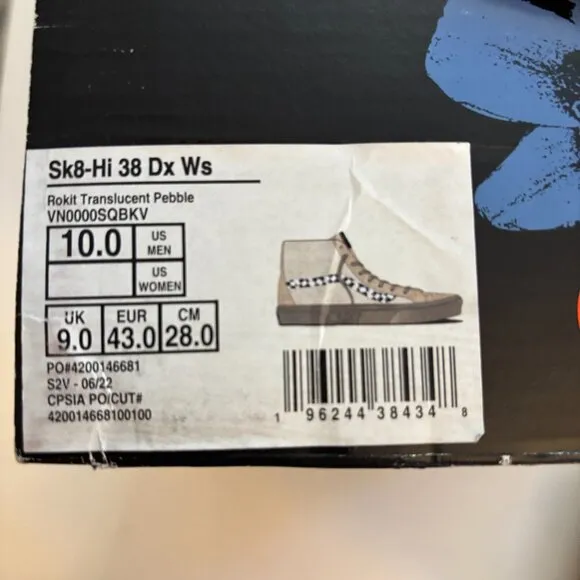 Sk8-Hi 38 Dx Ws
Rokit Translucent Pebble
VN0000SQBKV
10.0 US MEN
US WOMEN
UK 9.0 EUR 43.0 CM 28.0
PO#4200146681
S2V - 06/22
CPSIA PO/CUT#
420014668100100
1 96244 38434 8